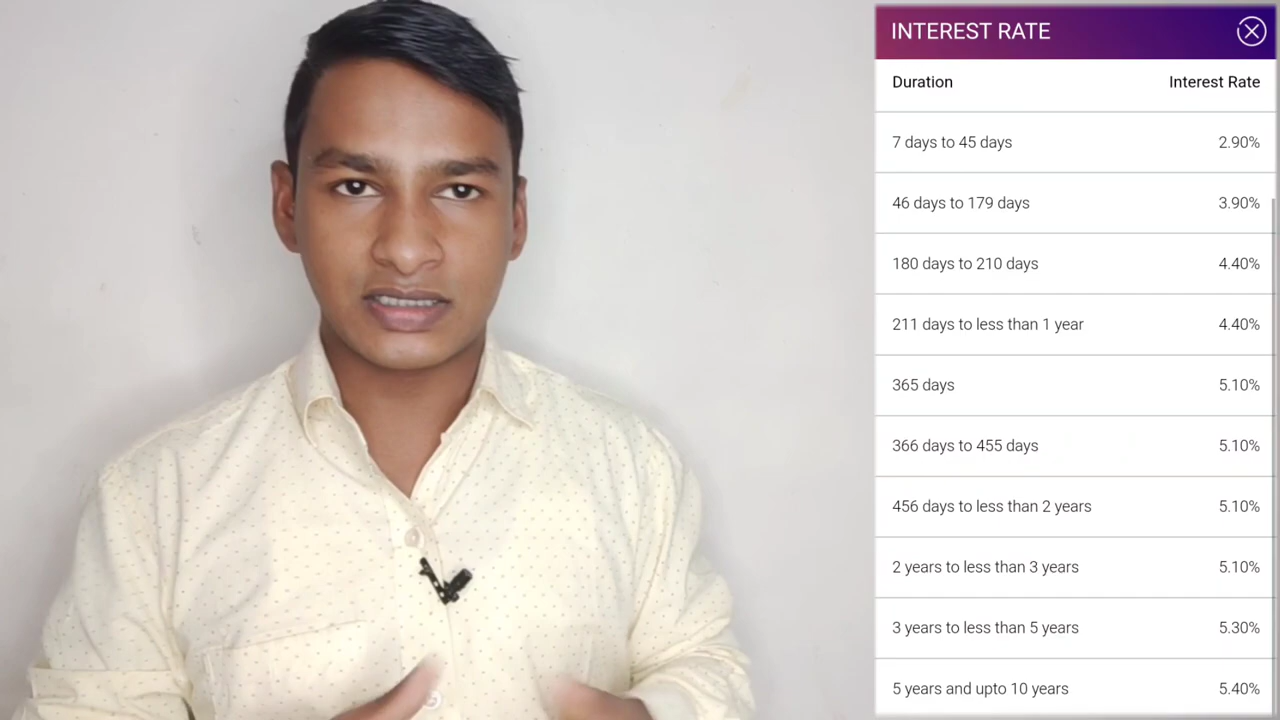 INTEREST RATE
Duration Interest Rate
7 days to 45 days 2.90%
46 days to 179 days 3.90%
180 days to 210 days 4.40%
211 days to less than 1 year 4.40%
365 days 5.10%
366 days to 455 days 5.10%
456 days to less than 2 years 5.10%
2 years to less than 3 years 5.10%
3 years to less than 5 years 5.30%
5 years and upto 10 years 5.40%